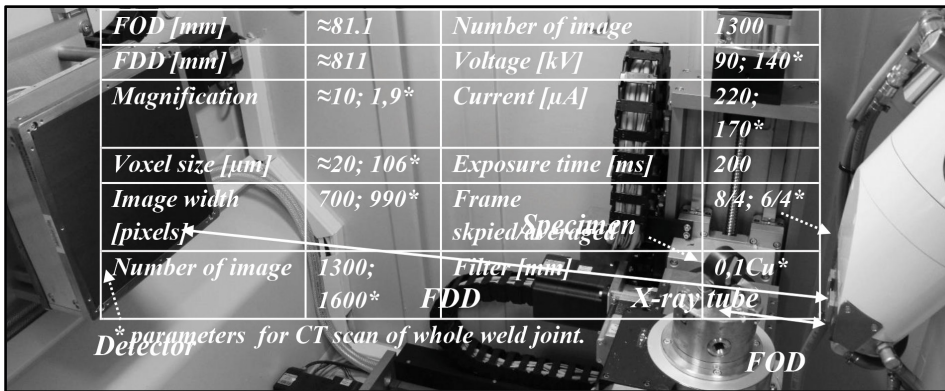 FOD [mm] ≈81.1 Number of image 1300
FDD [mm] ≈811 Voltage [kV] 90; 140*
Magnification ≈10; 1,9* Current [μA] 220;
170*
Voxel size [μm] ≈20; 106* Exposure time [ms] 200
Image width 700; 990* Frame 8/4; 6/4*
[pixels] skpied/averaged
Specimen
Number of image 1300; Filter [mm] 0,1Cu*
1600*
FDD X-ray tube
* parameters for CT scan of whole weld joint.
Detector
FOD